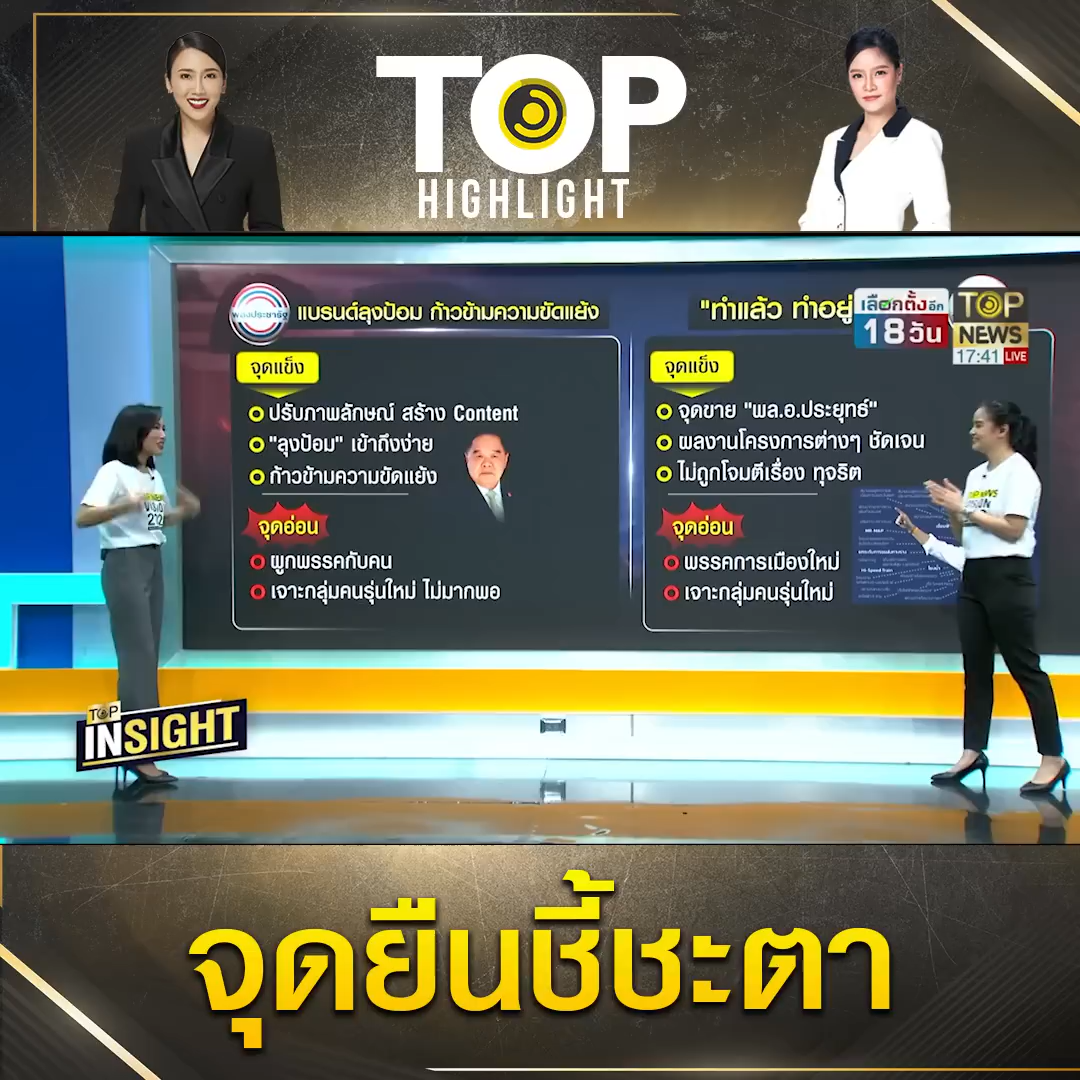 TOP
HIGHLIGHT
พลังประชารัฐ
แบรนด์ลุงป้อม ก้าวข้ามความขัดแย้ง
จุดแข็ง
ปรับภาพลักษณ์ สร้าง Content
"ลุงป้อม" เข้าถึงง่าย
ก้าวข้ามความขัดแย้ง
จุดอ่อน
ผูกพรรคกับคน
เจาะกลุ่มคนรุ่นใหม่ ไม่มากพอ
"ทำแล้ว ทำอยู่
จุดแข็ง
จุดขาย "พล.อ.ประยุทธ์"
ผลงานโครงการต่างๆ ชัดเจน
ไม่ถูกโจมตีเรื่อง ทุจริต
จุดอ่อน
พรรคการเมืองใหม่
เจาะกลุ่มคนรุ่นใหม่
เลือกตั้งอีก
18 วัน
TOP
NEWS
17:41 LIVE
TOP
INSIGHT
จุดยืนชี้ชะตา